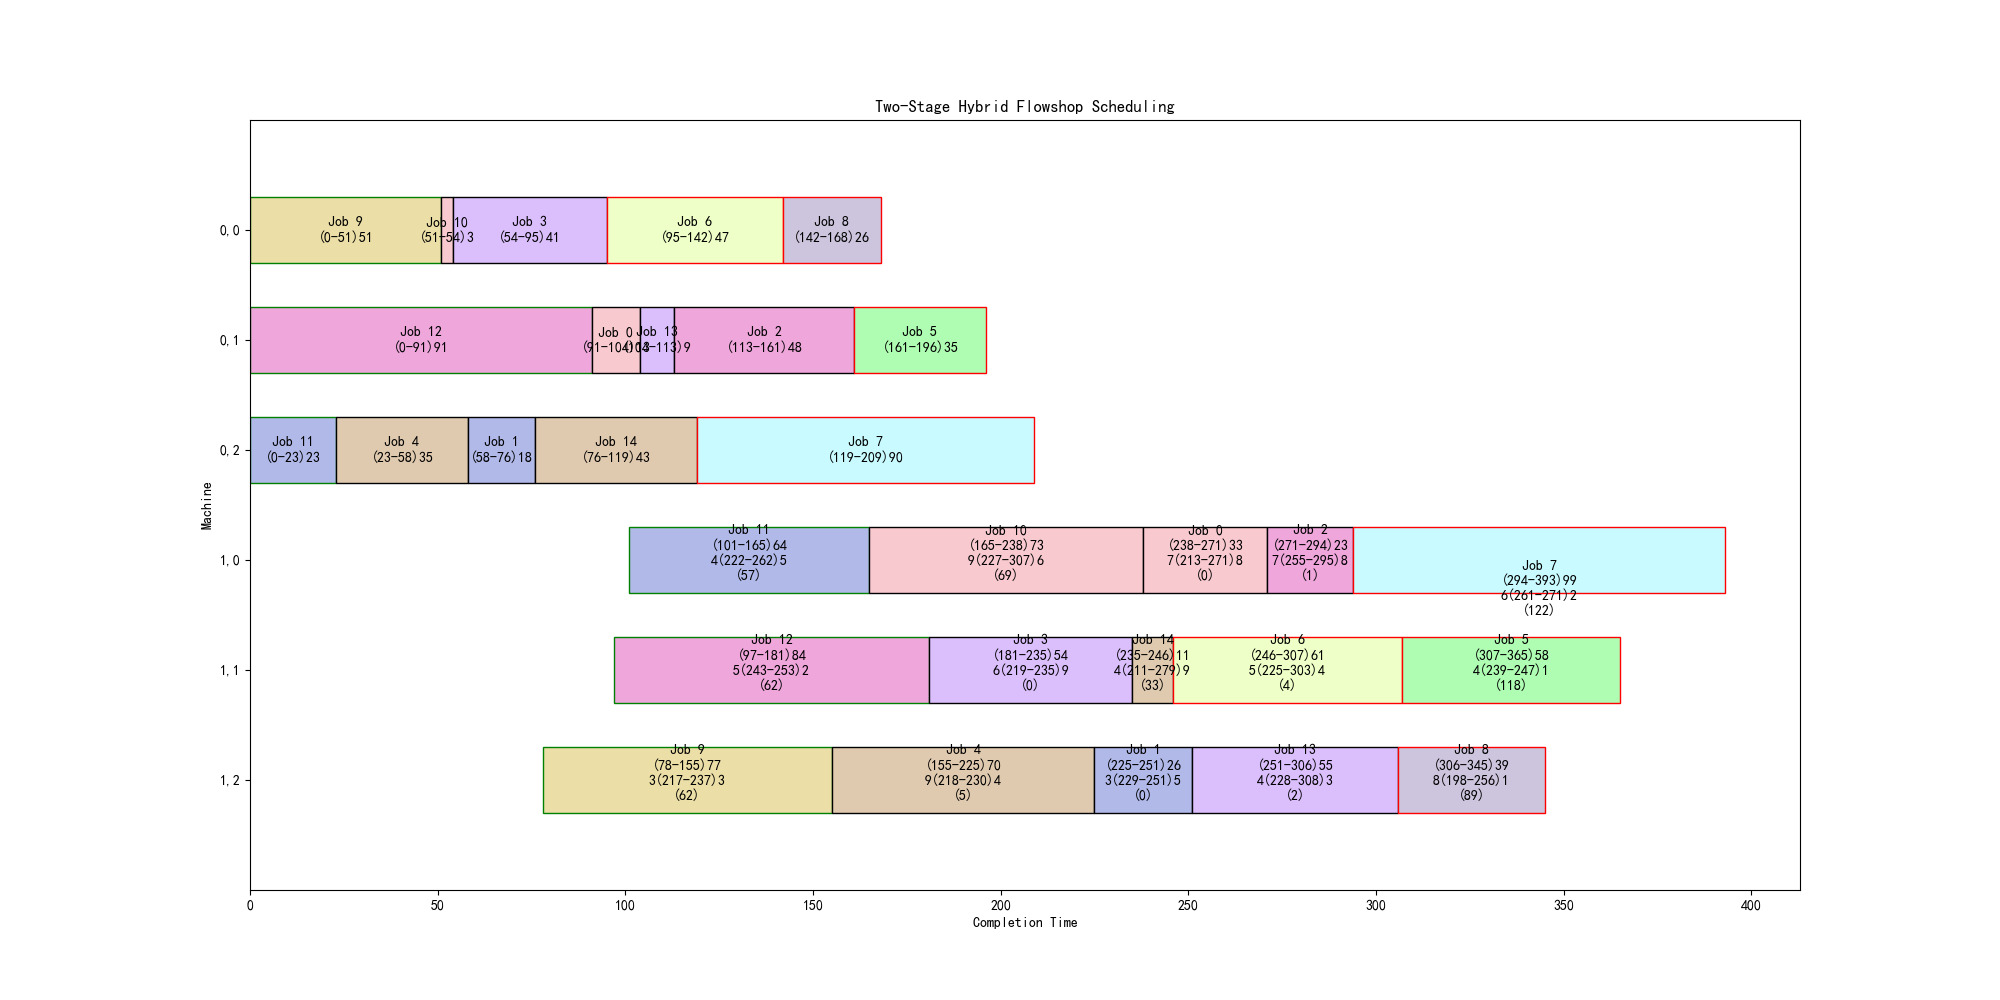 Two-Stage Hybrid Flowshop Scheduling
0,0
Job 9
(0-51)51
Job 10
(51-54)3
Job 3
(54-95)41
Job 6
(95-142)47
Job 8
(142-168)26
0,1
Job 12
(0-91)91
Job 0
(91-104)13
Job 13
(104-113)9
Job 2
(113-161)48
Job 5
(161-196)35
0,2
Job 11
(0-23)23
Job 4
(23-58)35
Job 1
(58-76)18
Job 14
(76-119)43
Job 7
(119-209)90
Machine
1,0
Job 11
(101-165)64
4(222-262)5
(57)
Job 10
(165-238)73
9(227-307)6
(69)
Job 0
(238-271)33
7(213-271)8
(0)
Job 2
(271-294)23
7(255-295)8
(1)
Job 7
(294-393)99
6(261-271)2
(122)
1,1
Job 12
(97-181)84
5(243-253)2
(62)
Job 3
(181-235)54
6(219-235)9
(0)
Job 14
(235-246)11
4(211-279)9
(33)
Job 6
(246-307)61
5(225-303)4
(4)
Job 5
(307-365)58
4(239-247)1
(118)
1,2
Job 9
(78-155)77
3(217-237)3
(62)
Job 4
(155-225)70
9(218-230)4
(5)
Job 1
(225-251)26
3(229-251)5
(0)
Job 13
(251-306)55
4(228-308)3
(2)
Job 8
(306-345)39
8(198-256)1
(89)
0
50
100
150
200
250
300
350
400
Completion Time